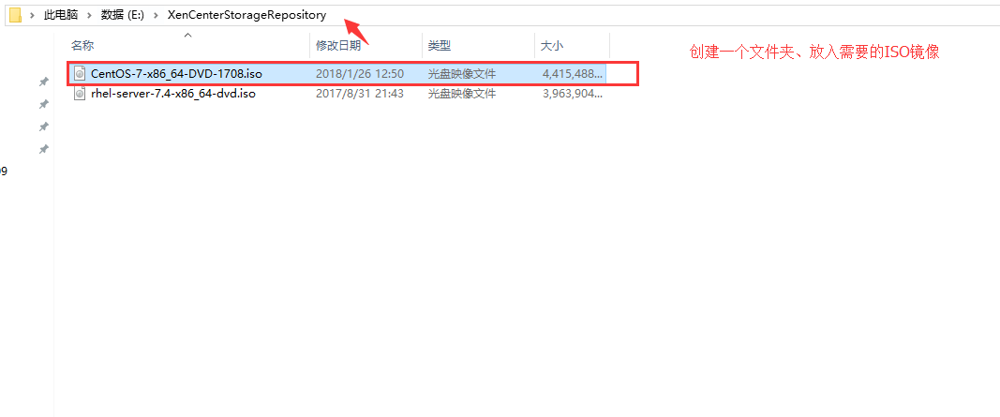 此电脑 > 数据 (E:) > XenCenterStorageRepository
名称 修改日期 类型 大小
创建一个文件夹、放入需要的ISO镜像
CentOS-7-x86_64-DVD-1708.iso 2018/1/26 12:50 光盘映像文件 4,415,488...
rhel-server-7.4-x86_64-dvd.iso 2017/8/31 21:43 光盘映像文件 3,963,904...
9